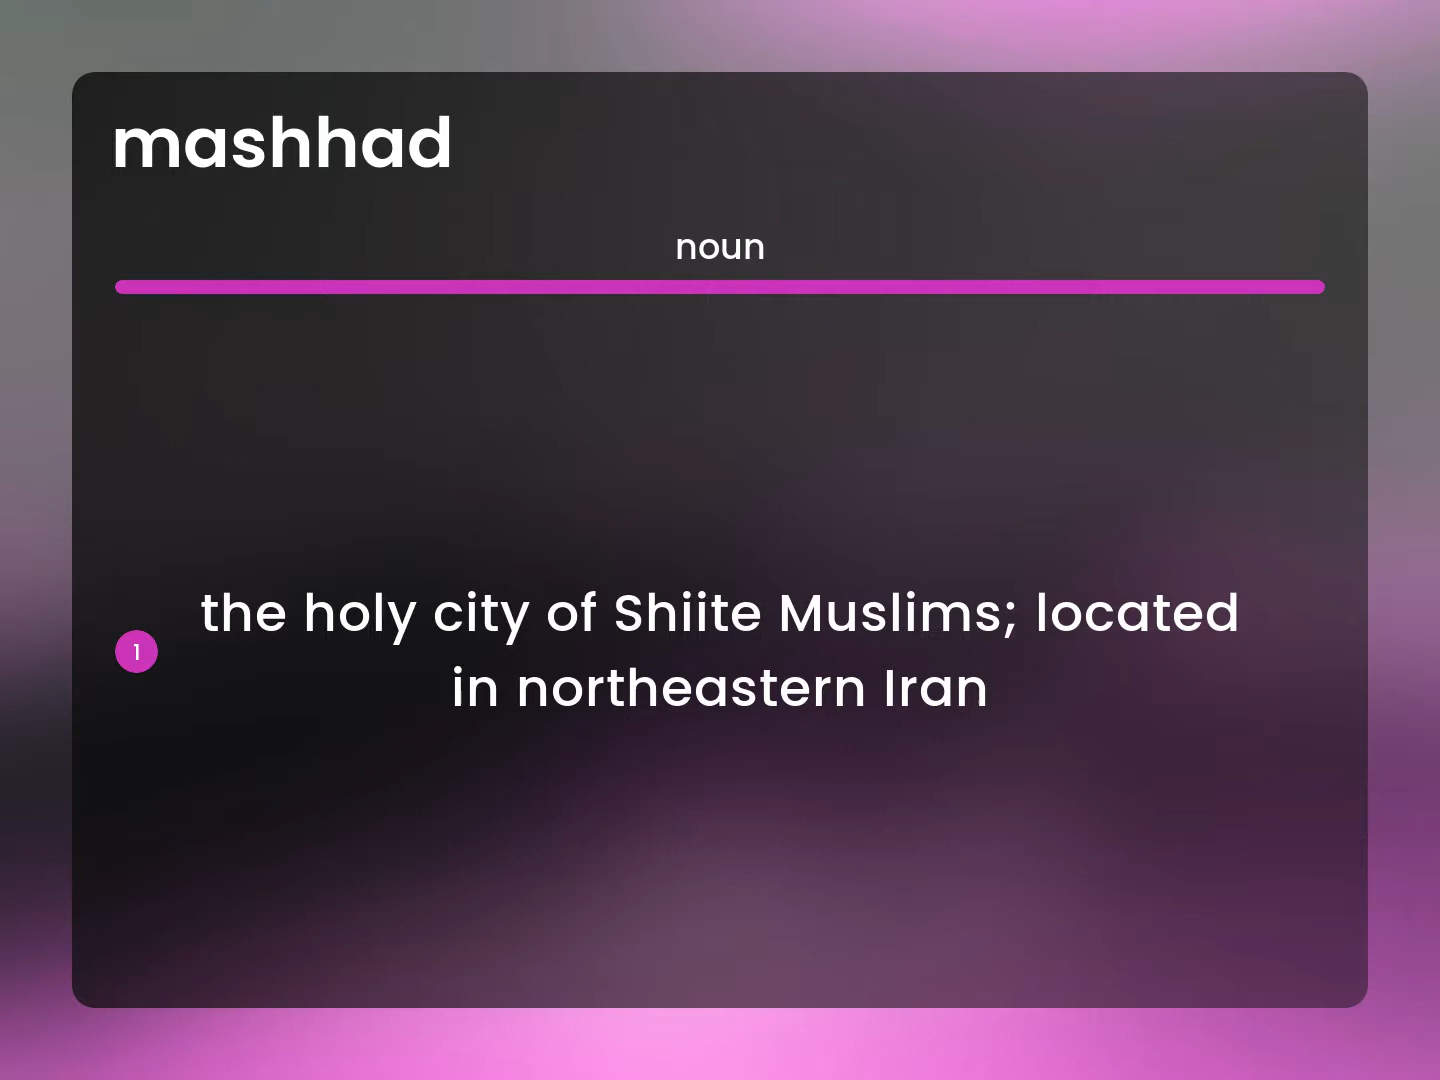 mashhad
noun
1
the holy city of Shiite Muslims; located
in northeastern Iran